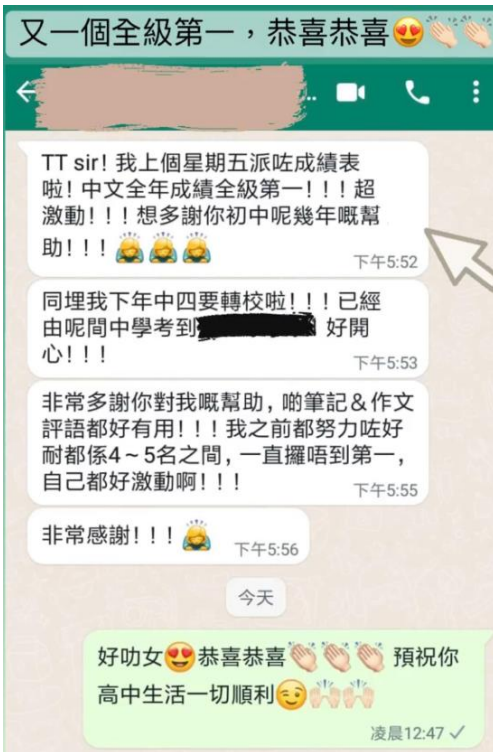 又一個全級第一，恭喜恭喜😍👏🏻👏🏻
..
TT sir! 我上個星期五派咗成績表
啦! 中文全年成績全級第一! ! ! 超
激動! ! ! 想多謝你初中呢幾年嘅幫
助! ! ! 🙇🙇🙇
下午5:52
同埋我下年中四要轉校啦! ! ! 已經
由呢間中學考到 好開
心! ! !
下午5:53
非常多謝你對我嘅幫助, 啲筆記&作文
評語都好有用! ! ! 我之前都努力咗好
耐都係4～5名之間, 一直攞唔到第一,
自己都好激動啊! ! !
下午5:55
非常感謝! ! ! 🙇
下午5:56
今天
好叻女😍恭喜恭喜👏🏻👏🏻👏🏻 預祝你
高中生活一切順利😉🙌🏻🙌🏻
凌晨12:47 ✓